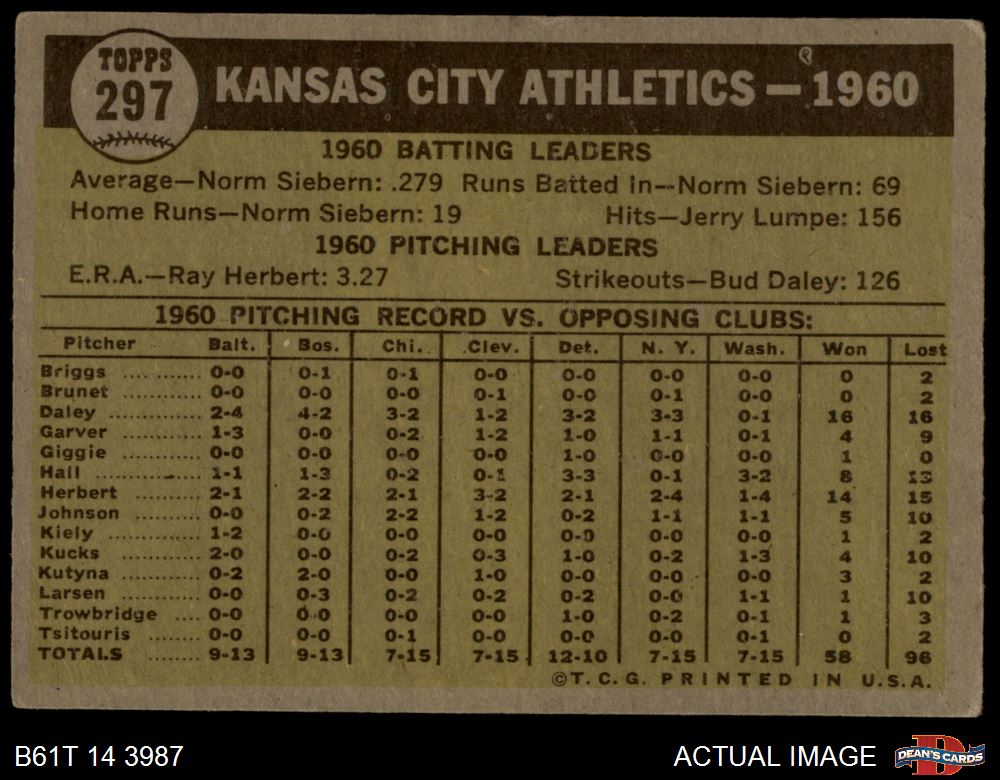 TOPPS
297
KANSAS CITY ATHLETICS — 1960
1960 BATTING LEADERS
Average—Norm Siebern: .279 Runs Batted In—Norm Siebern: 69
Home Runs—Norm Siebern: 19 Hits—Jerry Lumpe: 156
1960 PITCHING LEADERS
E.R.A.—Ray Herbert: 3.27 Strikeouts—Bud Daley: 126
1960 PITCHING RECORD VS. OPPOSING CLUBS:
Pitcher Balt. Bos. Chi. Clev. Det. N. Y. Wash. Won Lost
Briggs ........... 0-0 0-1 0-1 0-0 0-0 0-0 0-0 0 2
Brunet ........... 0-0 0-0 0-0 0-1 0-0 0-1 0-0 0 2
Daley ............. 2-4 4-2 3-2 1-2 3-2 3-3 0-1 16 16
Garver ........... 1-3 0-0 0-2 1-2 1-0 1-1 0-1 4 9
Giggie ............ 0-0 0-0 0-0 0-0 1-0 0-0 0-0 1 0
Hall ................ 1-1 1-3 0-2 0-1 3-3 0-1 3-2 8 13
Herbert .......... 2-1 2-2 2-1 3-2 2-1 2-4 1-4 14 15
Johnson .......... 0-0 0-2 2-2 1-2 0-2 1-1 1-1 5 10
Kiely .............. 1-2 0-0 0-0 0-0 0-0 0-0 0-0 1 2
Kucks ............. 2-0 0-0 0-2 0-3 1-0 0-2 1-3 4 10
Kutyna ........... 0-2 2-0 0-0 1-0 0-0 0-0 0-0 3 2
Larsen ............ 0-0 0-3 0-2 0-2 0-2 0-0 1-1 1 10
Trowbridge .... 0-0 0-0 0-0 0-0 1-0 0-2 0-1 1 3
Tsitouris ......... 0-0 0-0 0-1 0-0 0-0 0-0 0-1 0 2
TOTALS ........ 9-13 9-13 7-15 7-15 12-10 7-15 7-15 58 96
©T.C.G. PRINTED IN U.S.A.
B61T 14 3987 ACTUAL IMAGE DEAN'S CARDS